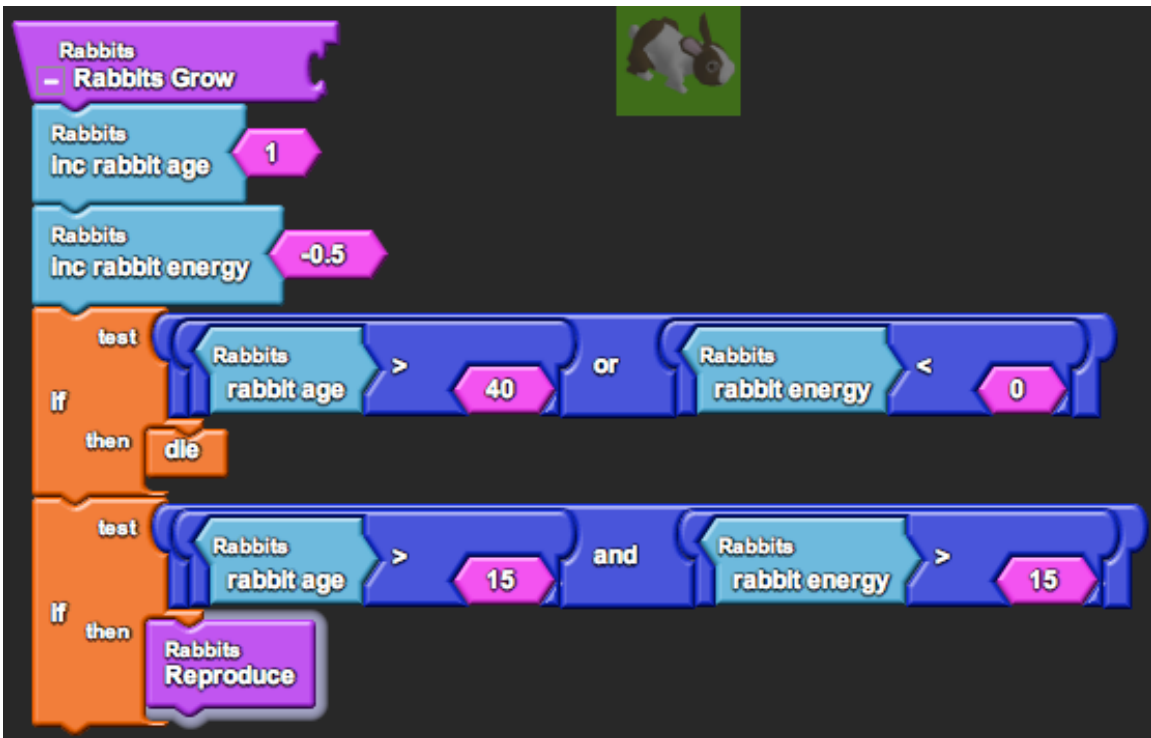 Rabbits
Rabbits Grow
Rabbits
inc rabbit age 1
Rabbits
inc rabbit energy -0.5
test
Rabbits
rabbit age > 40 or
Rabbits
rabbit energy < 0
if
then die
test
Rabbits
rabbit age > 15 and
Rabbits
rabbit energy > 15
if
then
Rabbits
Reproduce